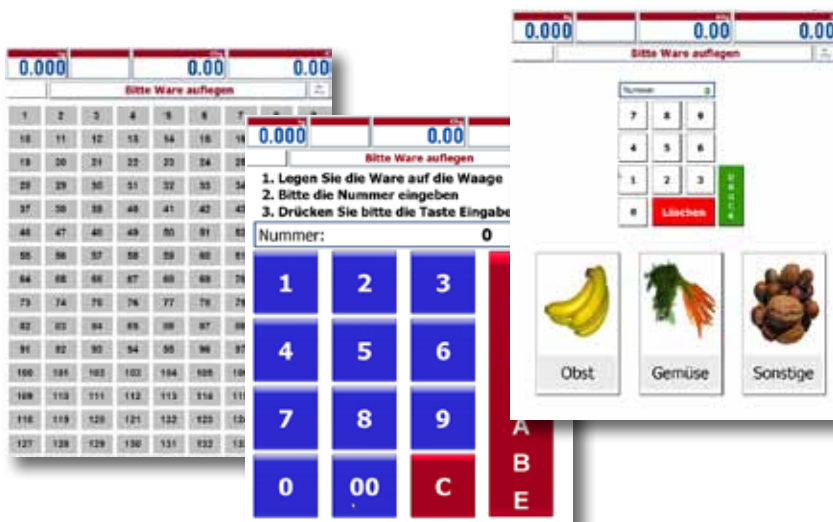 0.000 0.00 0.00
Bitte Ware auflegen
1 2 3 4 5 6 7 8 9
10 11 12 13 14 15
19 20 21 22 23 24 25
28 29 30 31 32 33 34
37 38 39 40 41 42 43
46 47 48 49 50 51 52
55 56 57 58 59 60 61
64 65 66 67 68 69 70
73 74 75 76 77 78 79
82 83 84 85 86 87
91 92 93 94 95 96 97
100 101 102 103 104 105
109 110 111 112 113 114
118 119 120 121 122 123
127 128 129 130 131 132
0.000 0.00
Bitte Ware auflegen
1. Legen Sie die Ware auf die Waage
2. Bitte die Nummer eingeben
3. Drücken Sie bitte die Taste Eingabe
Nummer: 0
1 2 3
4 5 6
7 8 9
0 00 C
A
B
E
0.000 0.00 0.00
Bitte Ware auflegen
Nummer
7 8 9
4 5 6
1 2 3
0 Löschen
Obst Gemüse Sonstige